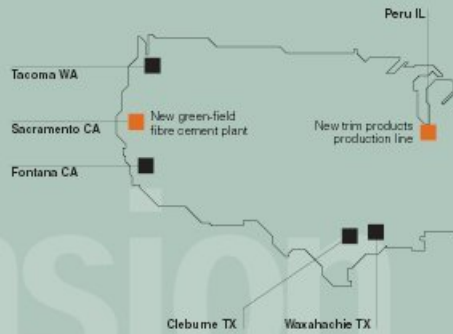 Peru IL
Tacoma WA
New green-field
fibre cement plant
Sacramento CA
New trim products
production line
Fontana CA
nsion
Cleburne TX
Waxahachie TX